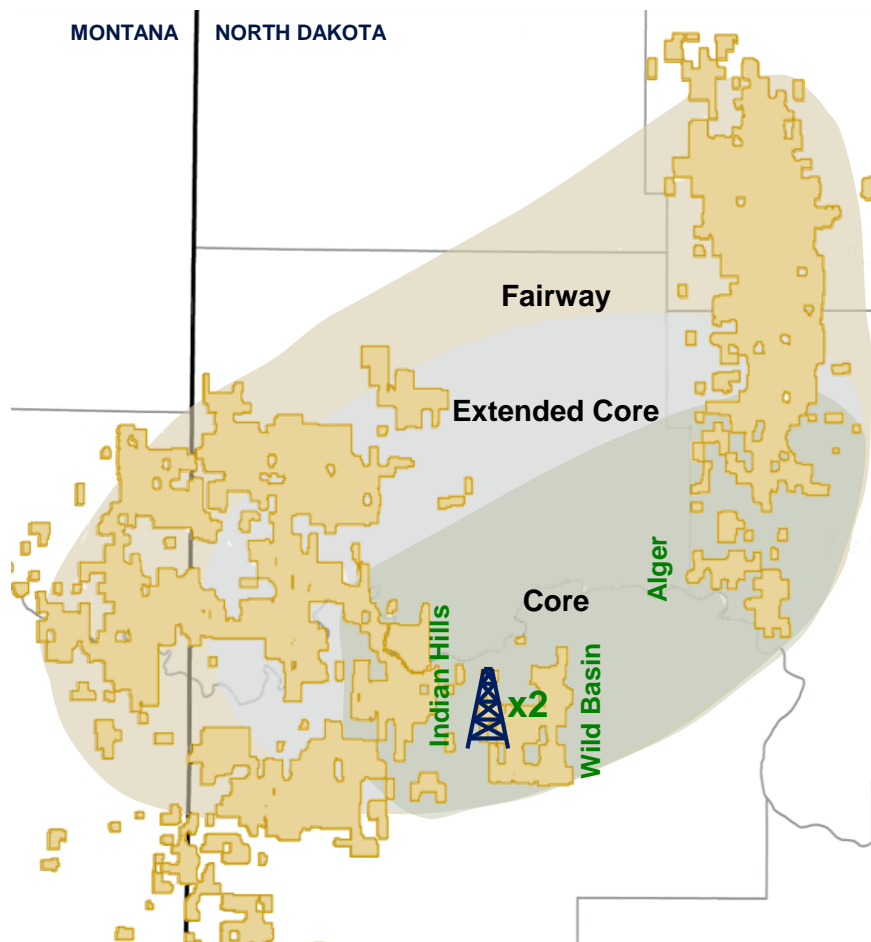 MONTANA
NORTH DAKOTA
Fairway
Extended Core
Alger
Core
Indian Hills
x2
Wild Basin